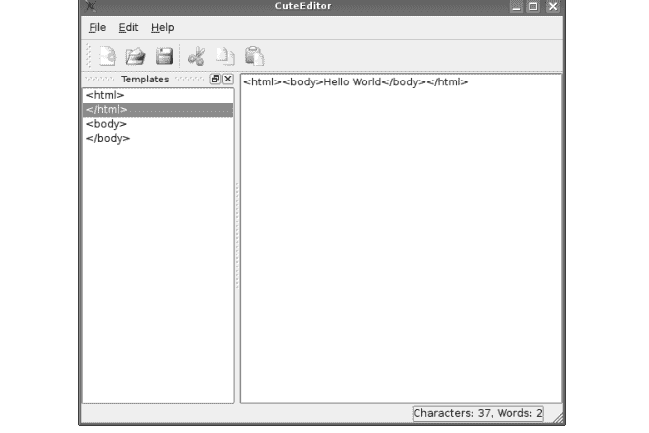 CuteEditor
File Edit Help
Templates
<html>
</html>
<body>
</body>
<html><body>Hello World</body></html>
Characters: 37, Words: 2